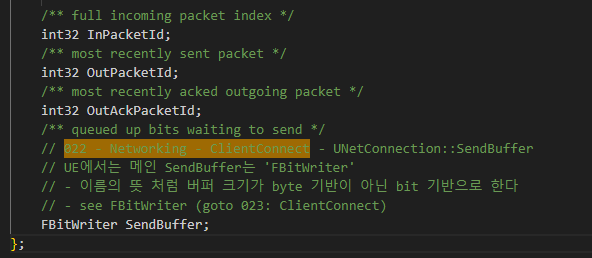 /** full incoming packet index */
int32 InPacketId;
/** most recently sent packet */
int32 OutPacketId;
/** most recently acked outgoing packet */
int32 OutAckPacketId;
/** queued up bits waiting to send */
// 022 - Networking - ClientConnect - UNetConnection::SendBuffer
// UE에서는 메인 SendBuffer는 'FBitWriter'
// - 이름의 뜻 처럼 버퍼 크기가 byte 기반이 아닌 bit 기반으로 한다
// - see FBitWriter (goto 023: ClientConnect)
FBitWriter SendBuffer;
};